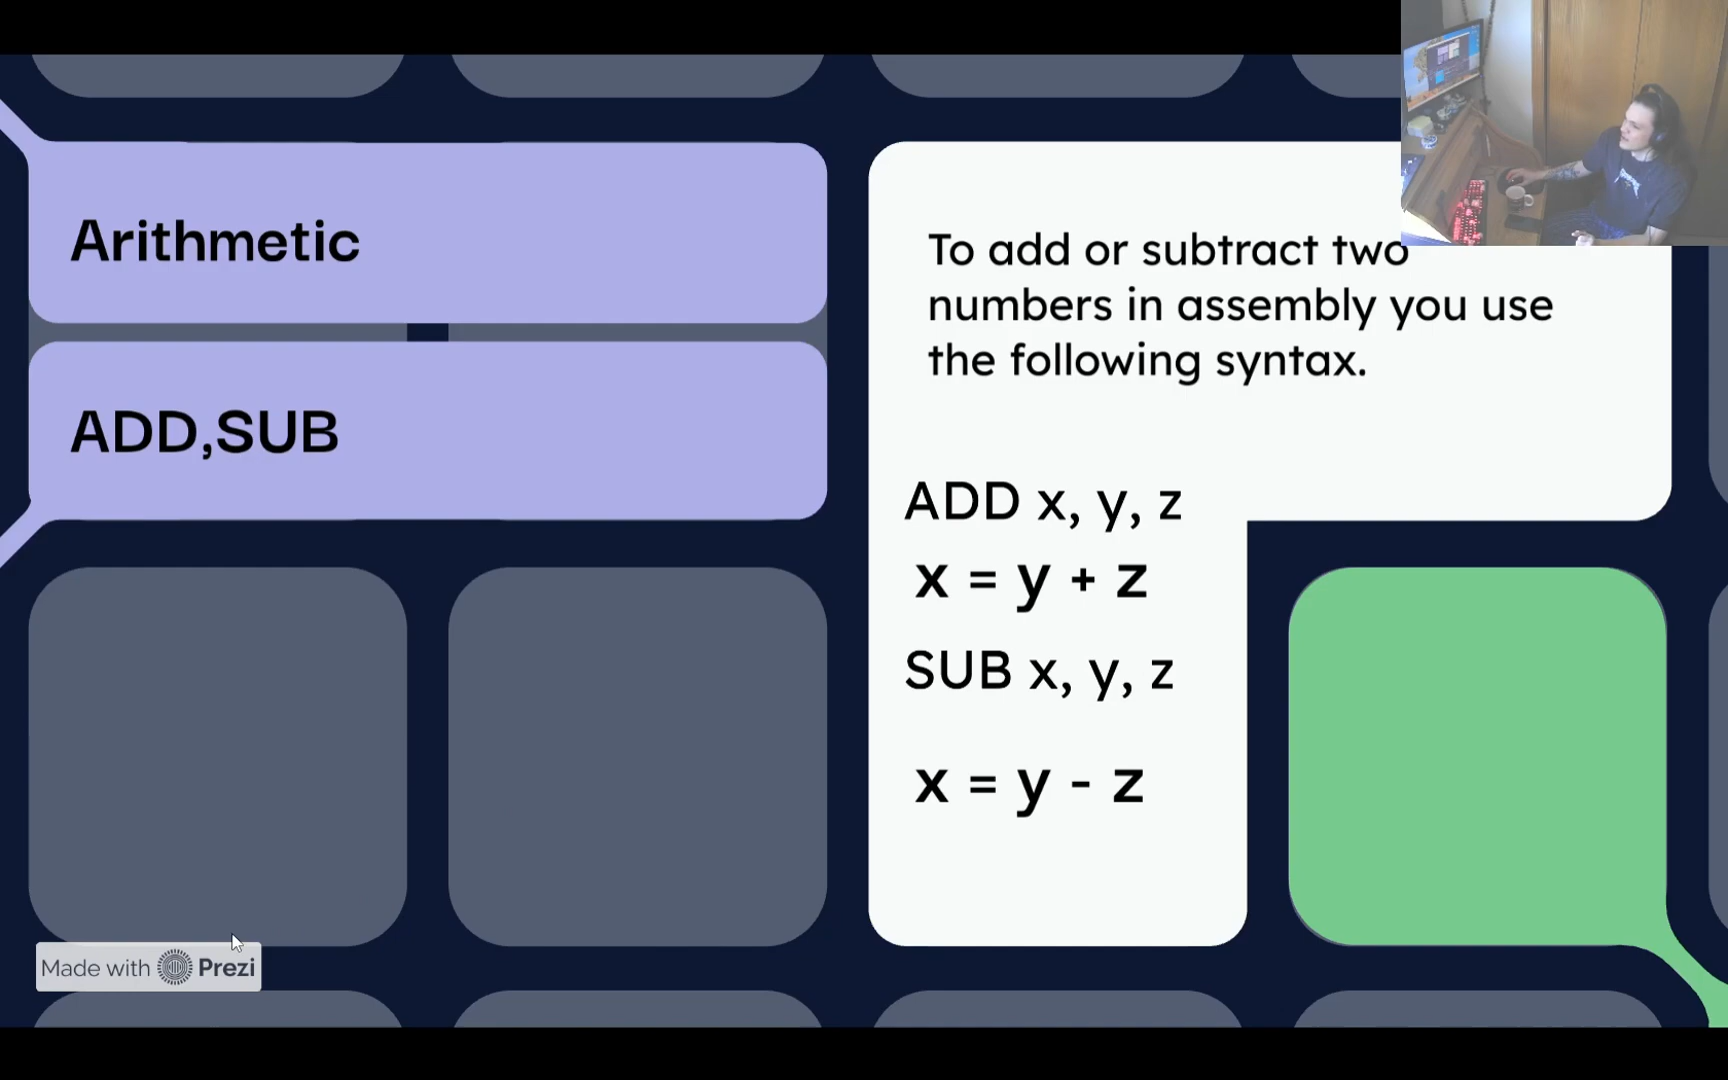 Arithmetic
ADD,SUB
To add or subtract two
numbers in assembly you use
the following syntax.
ADD x, y, z
x = y + z
SUB x, y, z
x = y - z
Made with Prezi